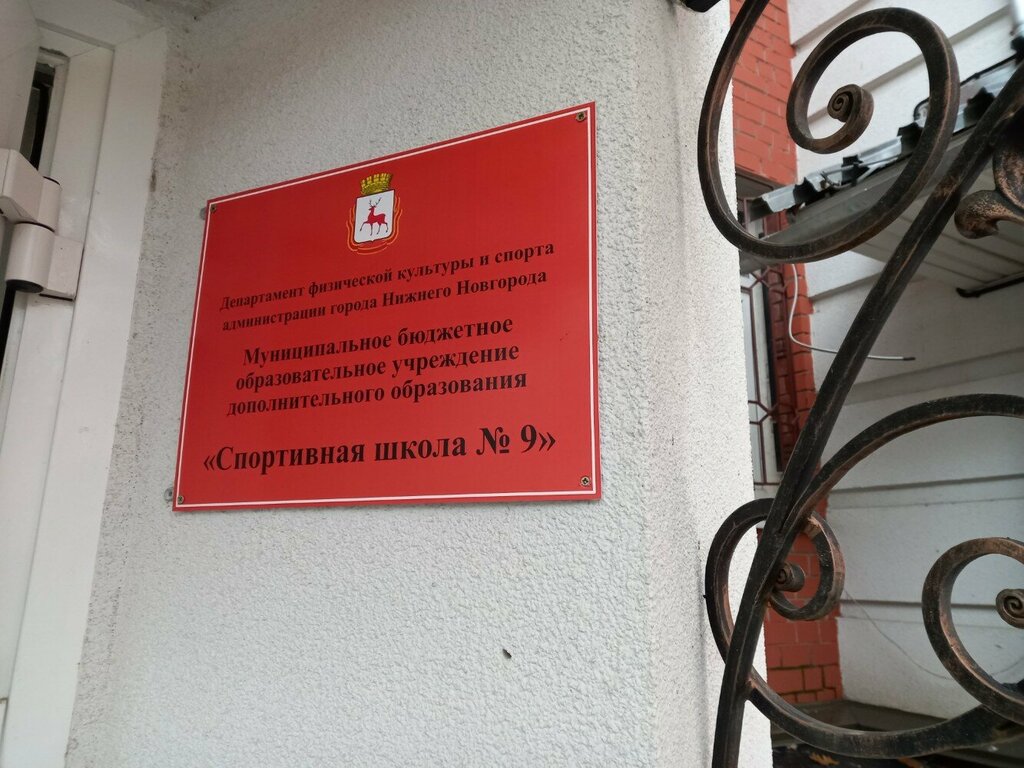 Департамент физической культуры и спорта
администрации города Нижнего Новгорода
Муниципальное бюджетное
образовательное учреждение
дополнительного образования
«Спортивная школа № 9»